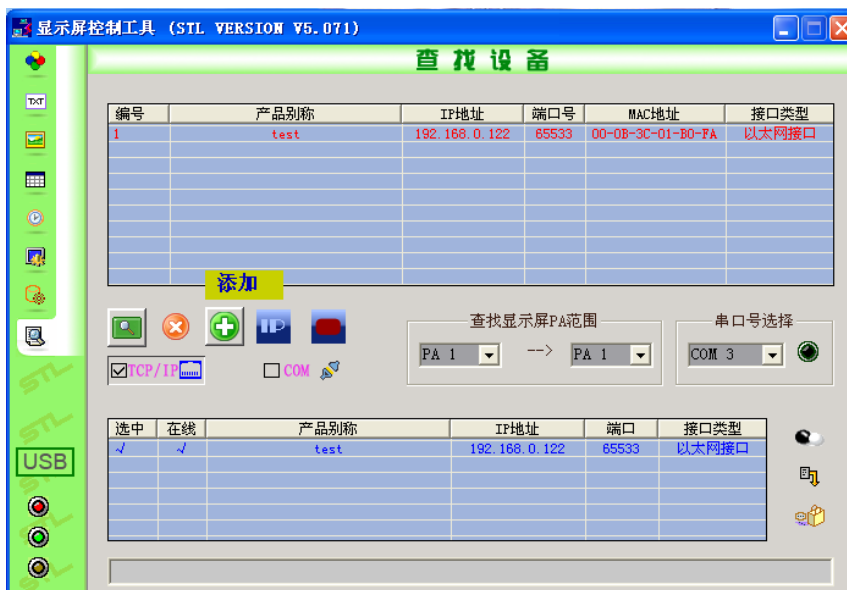 显示屏控制工具 (STL VERSION V5.071)
查找设备
TXT
编号 产品别称 IP地址 端口号 MAC地址 接口类型
1 test 192.168.0.122 65533 00-0B-3C-01-B0-FA 以太网接口
添加
IP
查找显示屏PA范围 串口号选择
PA 1 --> PA 1 COM 3
TCP/IP COM
STL
选中 在线 产品别称 IP地址 端口 接口类型
√ √ test 192.168.0.122 65533 以太网接口
STL
USB
STL
STL
STL